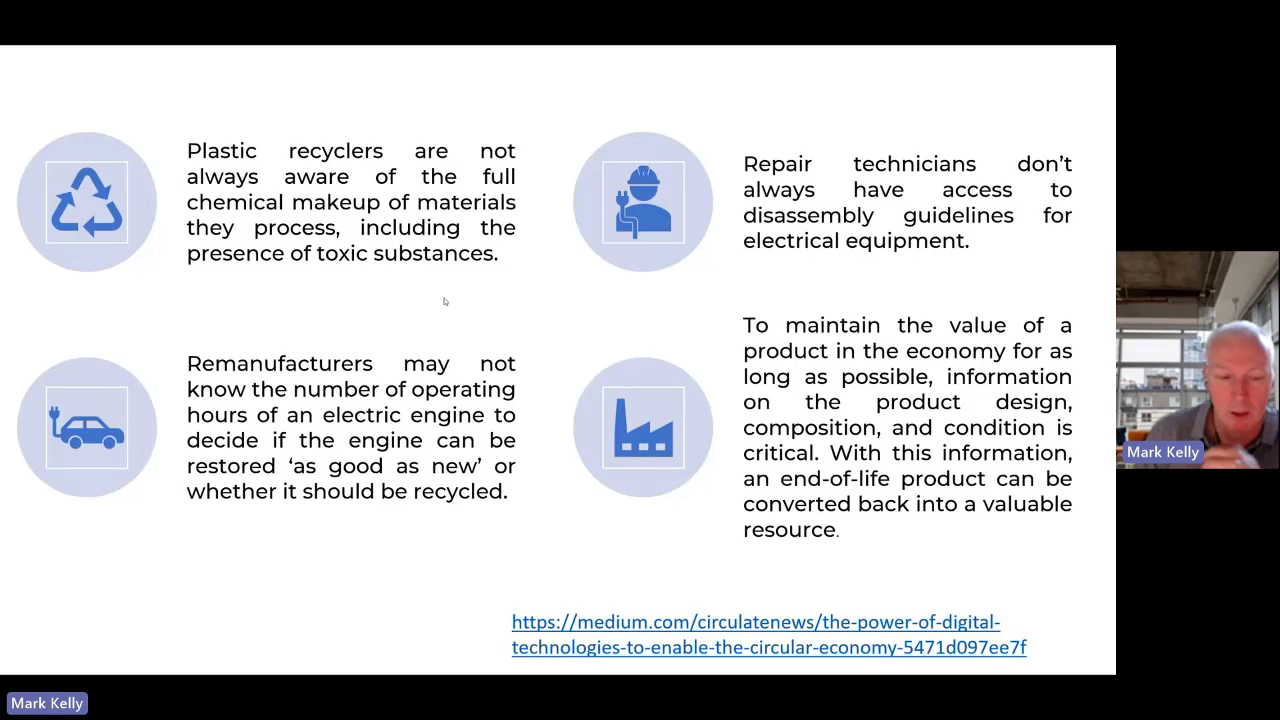 Plastic recyclers are not
always aware of the full
chemical makeup of materials
they process, including the
presence of toxic substances.
Repair technicians don’t
always have access to
disassembly guidelines for
electrical equipment.
Remanufacturers may not
know the number of operating
hours of an electric engine to
decide if the engine can be
restored ‘as good as new’ or
whether it should be recycled.
To maintain the value of a
product in the economy for as
long as possible, information
on the product design,
composition, and condition is
critical. With this information,
an end-of-life product can be
converted back into a valuable
resource.
https://medium.com/circulatenews/the-power-of-digital-
technologies-to-enable-the-circular-economy-5471d097ee7f
Mark Kelly
Mark Kelly